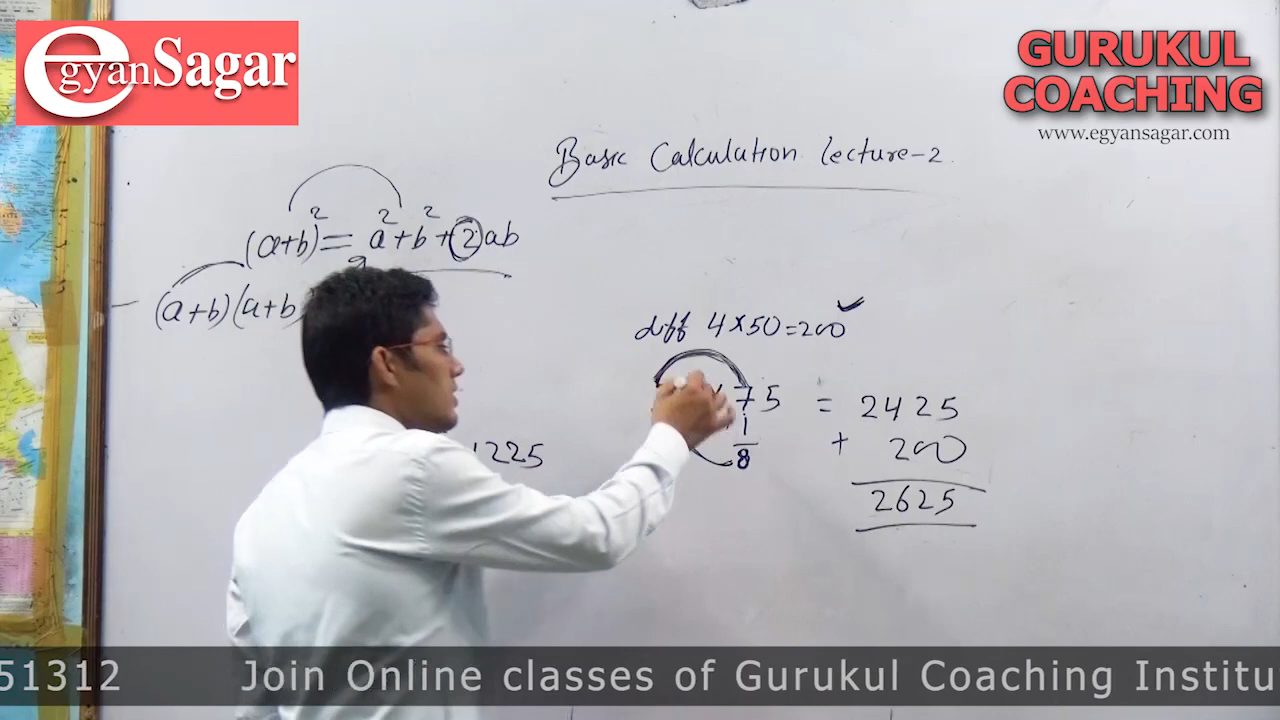 egyanSagar
GURUKUL
COACHING
www.egyansagar.com
Basic Calculation lecture-2
(a+b)² = a²+b²+2ab
(a+b)(a+b)
diff 4×50=200
75 = 2425
1
+ 200
8
1225
2625
51312 Join Online classes of Gurukul Coaching Institu